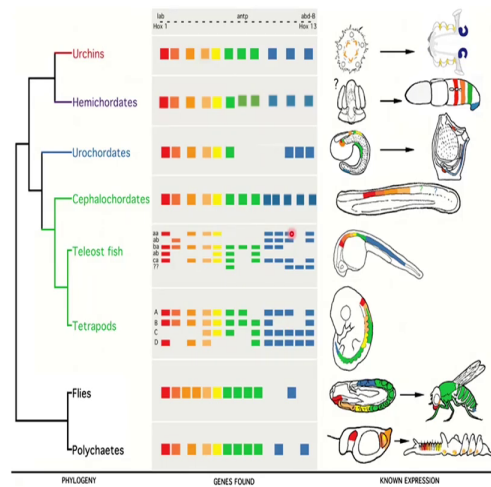 lab antp abd-B
Hox 1 Hox 13
Urchins
Hemichordates
?
Urochordates
Cephalochordates
aa
ab
ba
Teleost fish
ab
ca
??
A
B
Tetrapods
C
D
Flies
Polychaetes
PHYLOGENY GENES FOUND KNOWN EXPRESSION